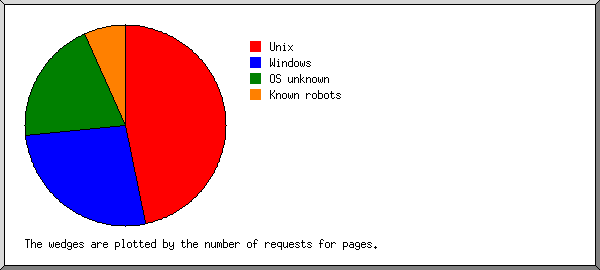 Unix
Windows
OS unknown
Known robots
The wedges are plotted by the number of requests for pages.